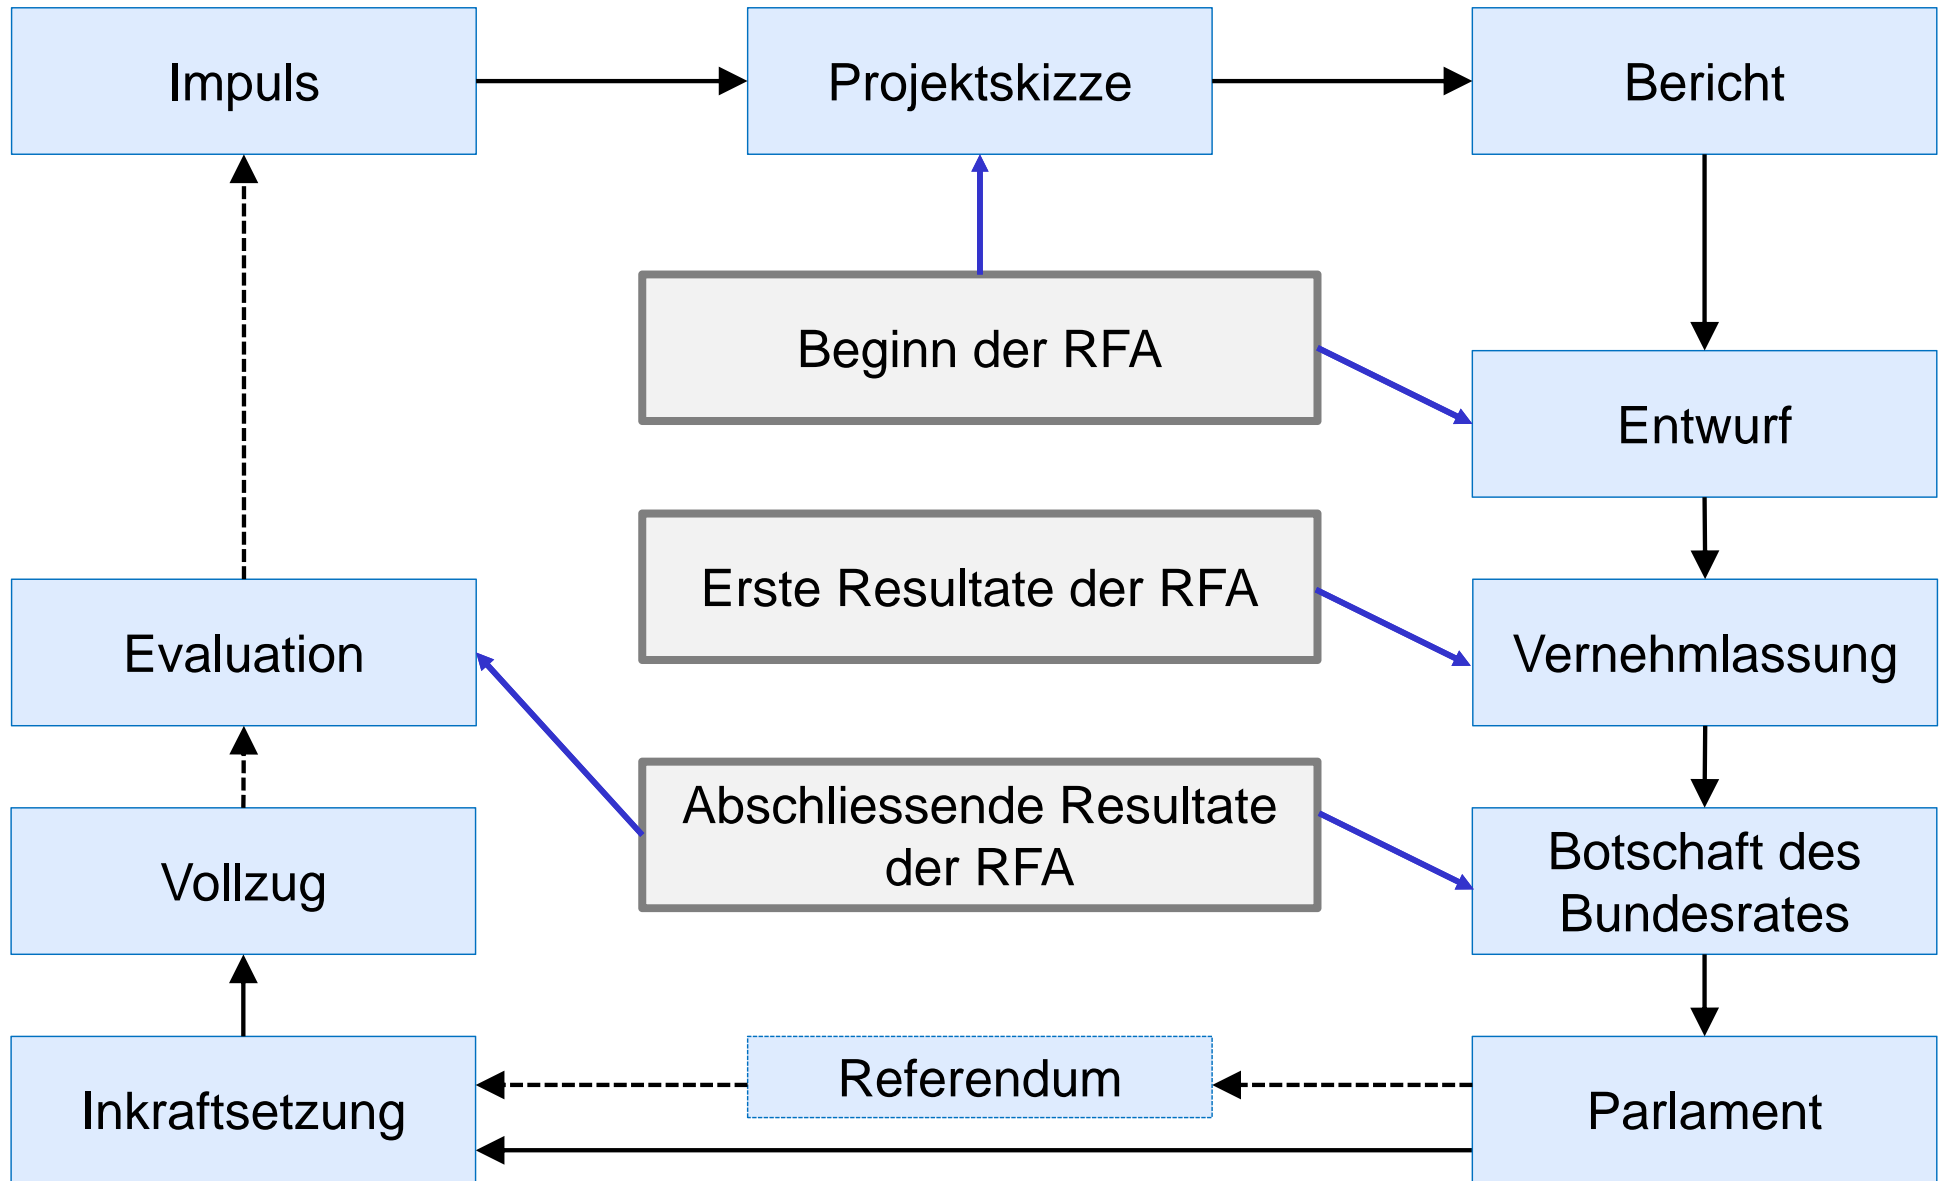 Impuls
Projektskizze
Bericht
Beginn der RFA
Entwurf
Erste Resultate der RFA
Evaluation
Vernehmlassung
Abschliessende Resultate
der RFA
Vollzug
Botschaft des
Bundesrates
Referendum
Inkraftsetzung
Parlament